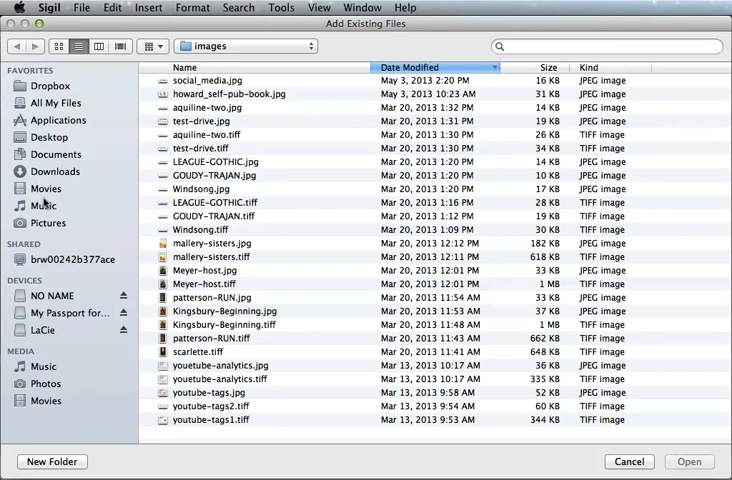 Sigil File Edit Insert Format Search Tools View Window Help
Add Existing Files
images
FAVORITES
Dropbox
All My Files
Applications
Desktop
Documents
Downloads
Movies
Music
Pictures
SHARED
brw00242b377ace
DEVICES
NO NAME
My Passport for...
LaCie
MEDIA
Music
Photos
Movies
Name Date Modified Size Kind
social_media.jpg May 3, 2013 2:20 PM 16 KB JPEG image
howard_self-pub-book.jpg May 3, 2013 10:23 AM 31 KB JPEG image
aquiline-two.jpg Mar 20, 2013 1:32 PM 14 KB JPEG image
test-drive.jpg Mar 20, 2013 1:31 PM 19 KB JPEG image
aquiline-two.tiff Mar 20, 2013 1:30 PM 26 KB TIFF image
test-drive.tiff Mar 20, 2013 1:30 PM 34 KB TIFF image
LEAGUE-GOTHIC.jpg Mar 20, 2013 1:20 PM 14 KB JPEG image
GOUDY-TRAJAN.jpg Mar 20, 2013 1:20 PM 10 KB JPEG image
Windsong.jpg Mar 20, 2013 1:20 PM 17 KB JPEG image
LEAGUE-GOTHIC.tiff Mar 20, 2013 1:16 PM 28 KB TIFF image
GOUDY-TRAJAN.tiff Mar 20, 2013 1:12 PM 19 KB TIFF image
Windsong.tiff Mar 20, 2013 1:09 PM 30 KB TIFF image
mallery-sisters.jpg Mar 20, 2013 12:12 PM 182 KB JPEG image
mallery-sisters.tiff Mar 20, 2013 12:11 PM 618 KB TIFF image
Meyer-host.jpg Mar 20, 2013 12:01 PM 33 KB JPEG image
Meyer-host.tiff Mar 20, 2013 12:01 PM 1 MB TIFF image
patterson-RUN.jpg Mar 20, 2013 11:54 AM 33 KB JPEG image
Kingsbury-Beginning.jpg Mar 20, 2013 11:53 AM 37 KB JPEG image
Kingsbury-Beginning.tiff Mar 20, 2013 11:48 AM 1 MB TIFF image
patterson-RUN.tiff Mar 20, 2013 11:43 AM 662 KB TIFF image
scarlette.tiff Mar 20, 2013 11:41 AM 648 KB TIFF image
youetube-analytics.jpg Mar 13, 2013 10:17 AM 36 KB JPEG image
youetube-analytics.tiff Mar 13, 2013 10:17 AM 335 KB TIFF image
youtube-tags.jpg Mar 13, 2013 9:58 AM 52 KB JPEG image
youtube-tags2.tiff Mar 13, 2013 9:54 AM 60 KB TIFF image
youtube-tags1.tiff Mar 13, 2013 9:53 AM 344 KB TIFF image
New Folder Cancel Open